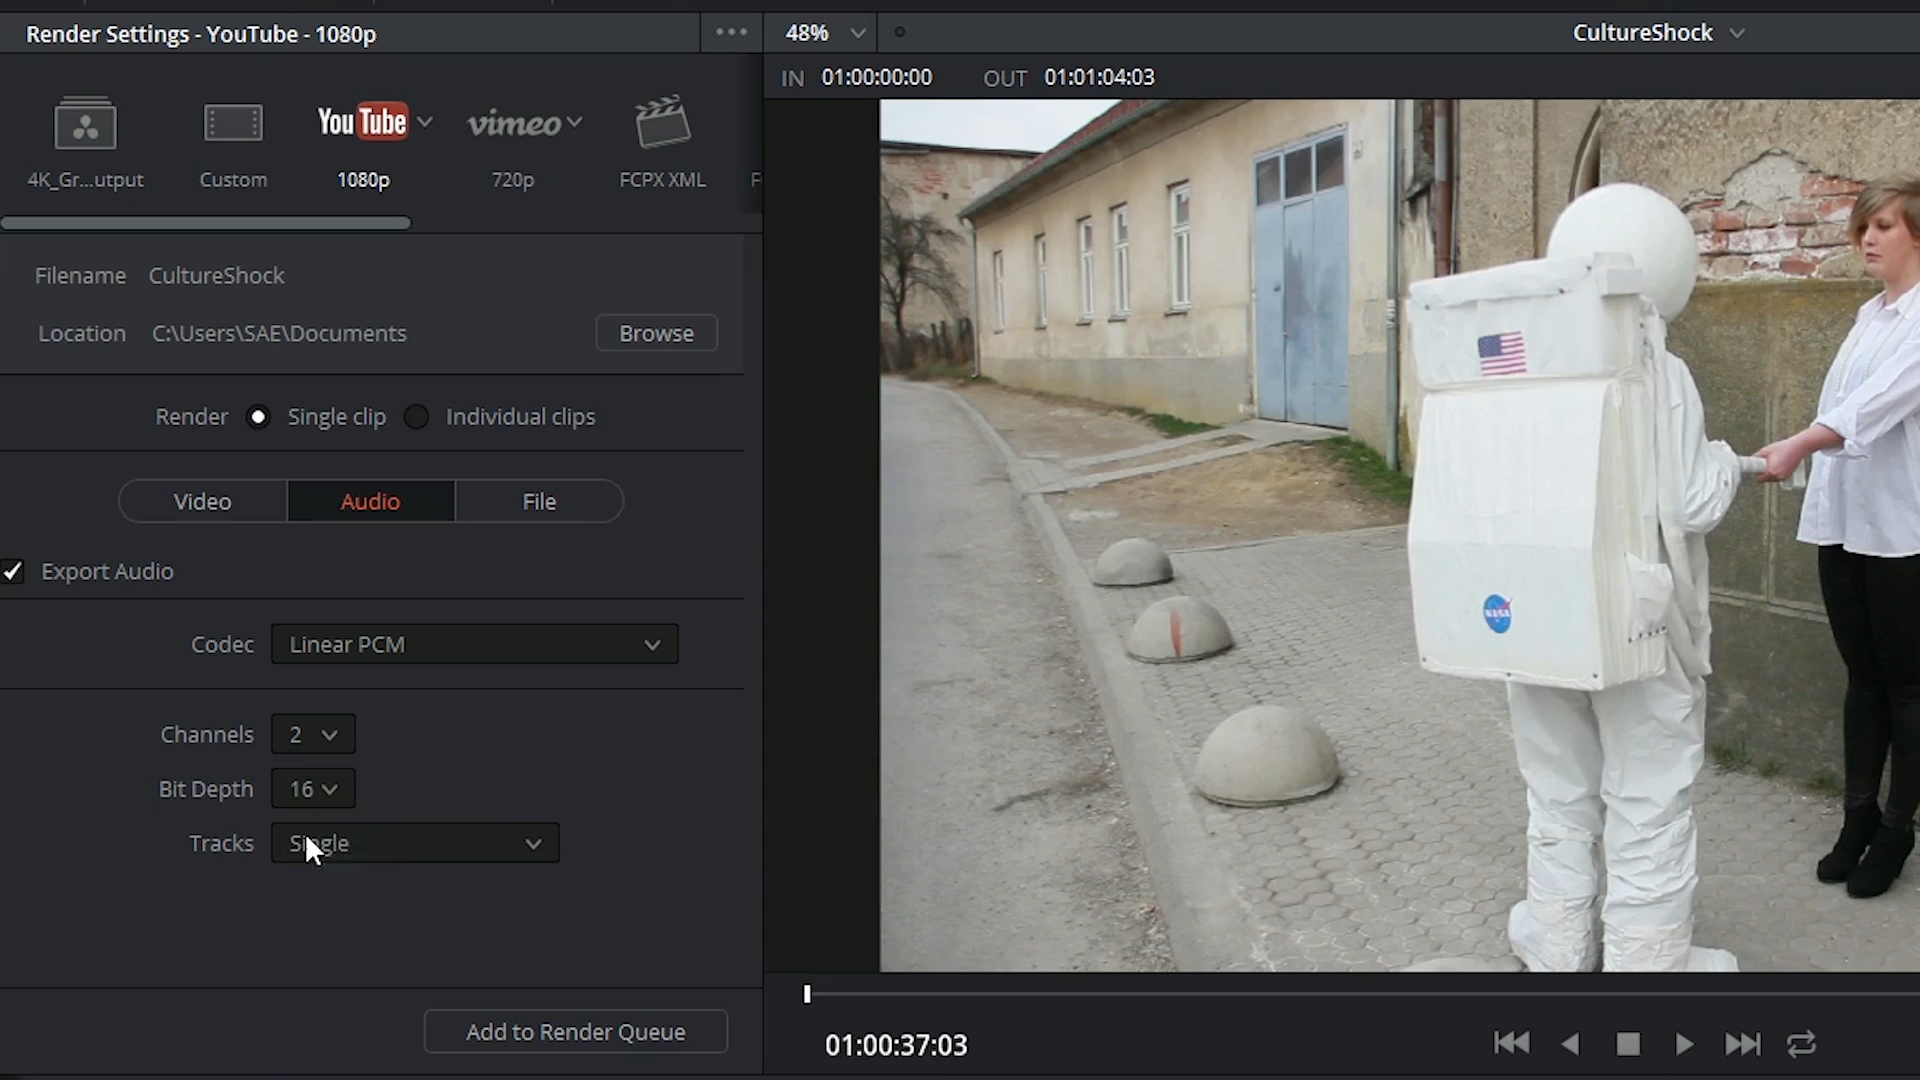 Render Settings - YouTube - 1080p
48%
CultureShock
IN 01:00:00:00 OUT 01:01:04:03
YouTube
vimeo
4K_Gr...utput
Custom
1080p
720p
FCPX XML
F
Filename CultureShock
Location C:\Users\SAE\Documents Browse
Render Single clip Individual clips
Video Audio File
Export Audio
Codec Linear PCM
Channels 2
Bit Depth 16
Tracks Single
Add to Render Queue
NASA
01:00:37:03